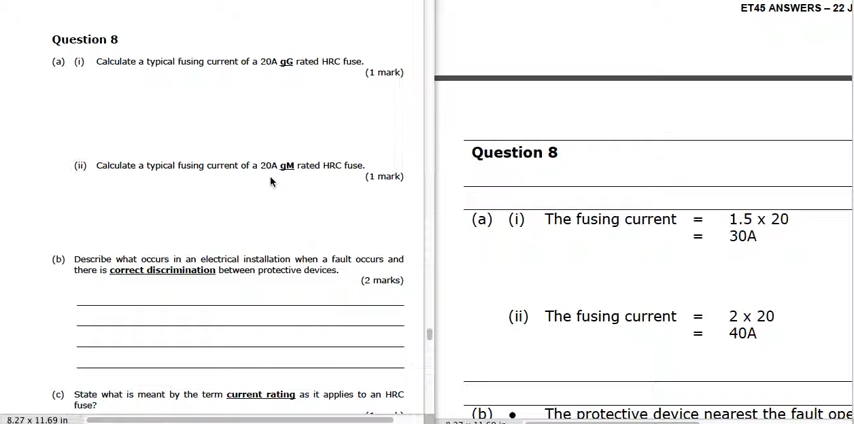 Question 8
(a) (i) Calculate a typical fusing current of a 20A gG rated HRC fuse.
(1 mark)
(ii) Calculate a typical fusing current of a 20A gM rated HRC fuse.
(1 mark)
(b) Describe what occurs in an electrical installation when a fault occurs and
there is correct discrimination between protective devices.
(2 marks)
(c) State what is meant by the term current rating as it applies to an HRC
fuse?
8.27 x 11.69 in
ET45 ANSWERS – 22 J
Question 8
(a) (i) The fusing current = 1.5 x 20
= 30A
(ii) The fusing current = 2 x 20
= 40A
(b) • The protective device nearest the fault ope